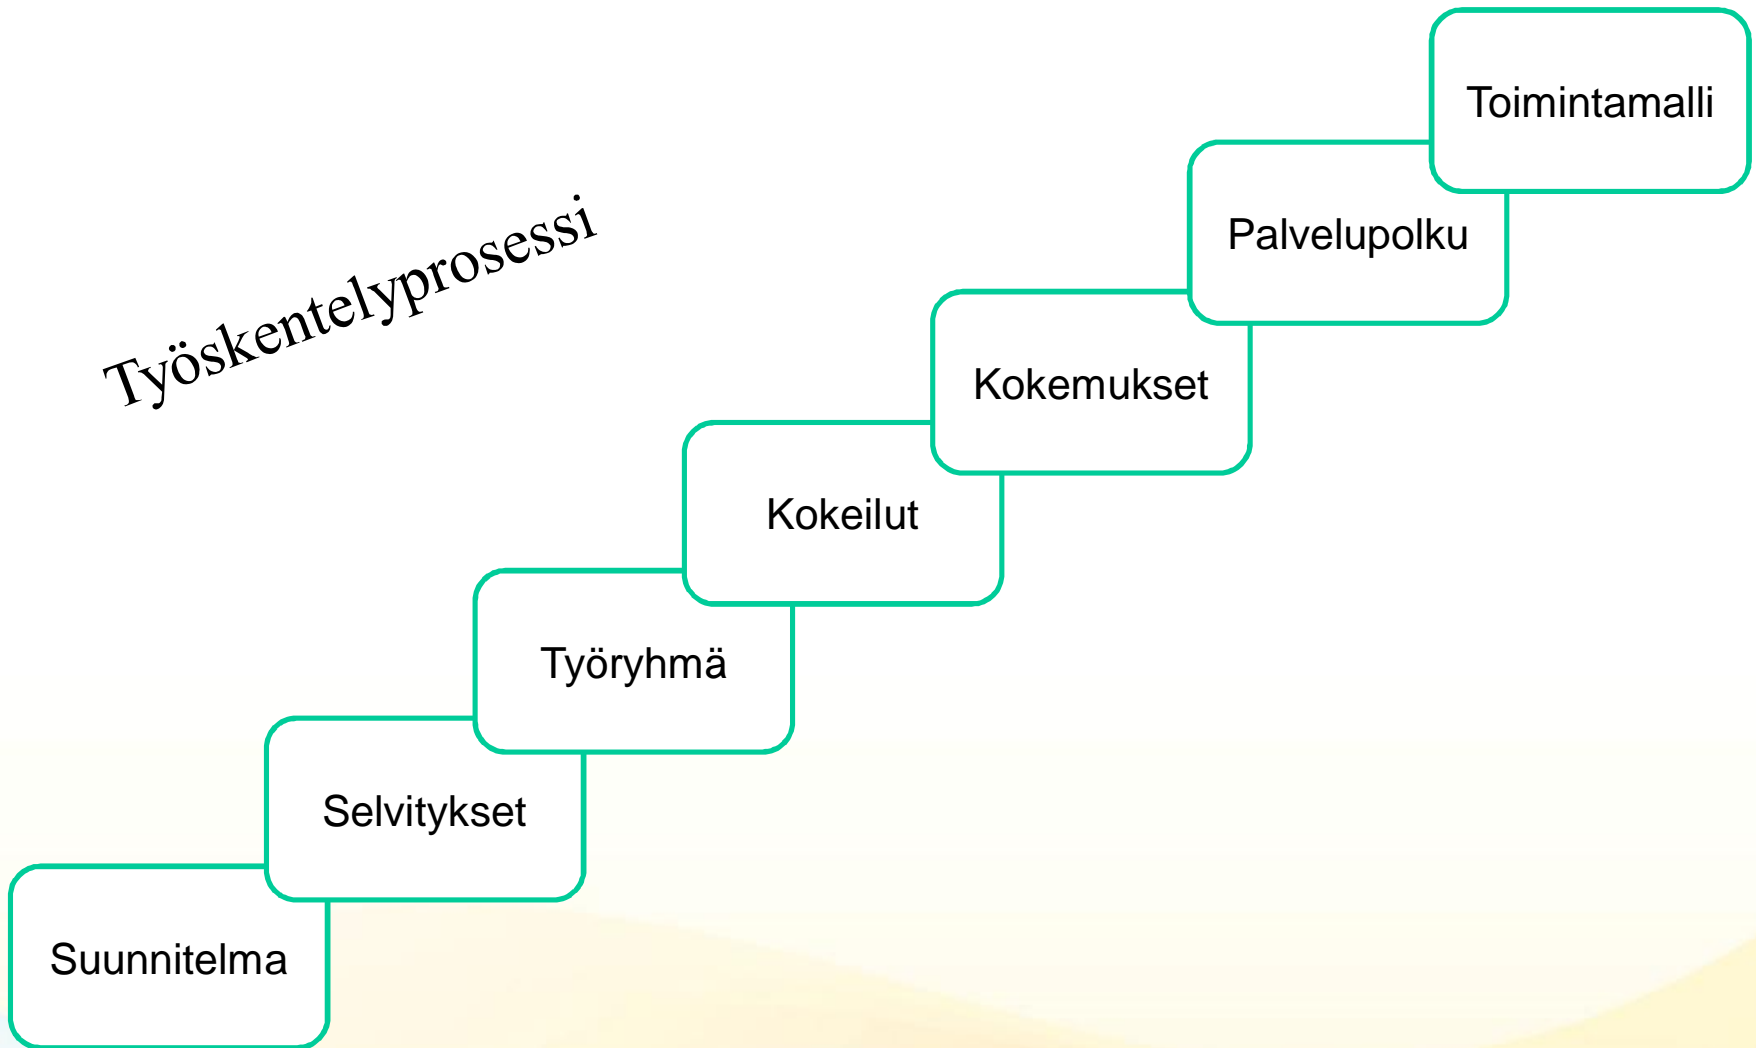 Työskentelyprosessi
Toimintamalli
Palvelupolku
Kokemukset
Kokeilut
Työryhmä
Selvitykset
Suunnitelma